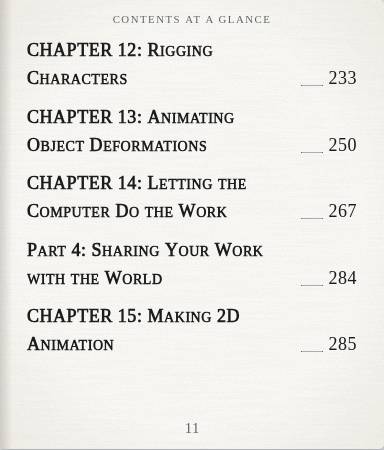 CONTENTS AT A GLANCE
CHAPTER 12: RIGGING
CHARACTERS 233
CHAPTER 13: ANIMATING
OBJECT DEFORMATIONS 250
CHAPTER 14: LETTING THE
COMPUTER DO THE WORK 267
PART 4: SHARING YOUR WORK
WITH THE WORLD 284
CHAPTER 15: MAKING 2D
ANIMATION 285
11